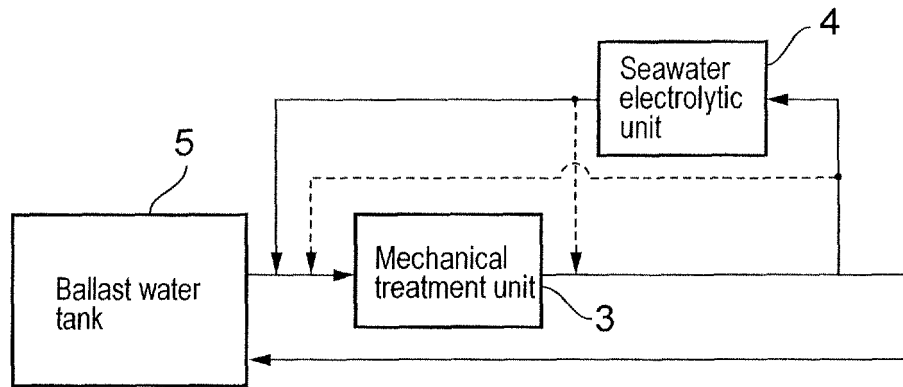 4
Seawater
electrolytic
unit
5
Ballast water
tank
Mechanical
treatment unit
3